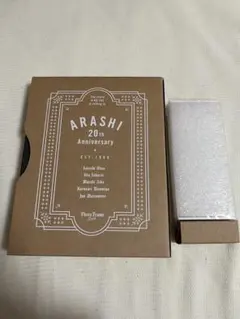 ARASHI
20th
Anniversary
EST. 1999
Satoshi Ohno
Sho Sakurai
Masaki Aiba
Kazunari Ninomiya
Jun Matsumoto
Photo Frame